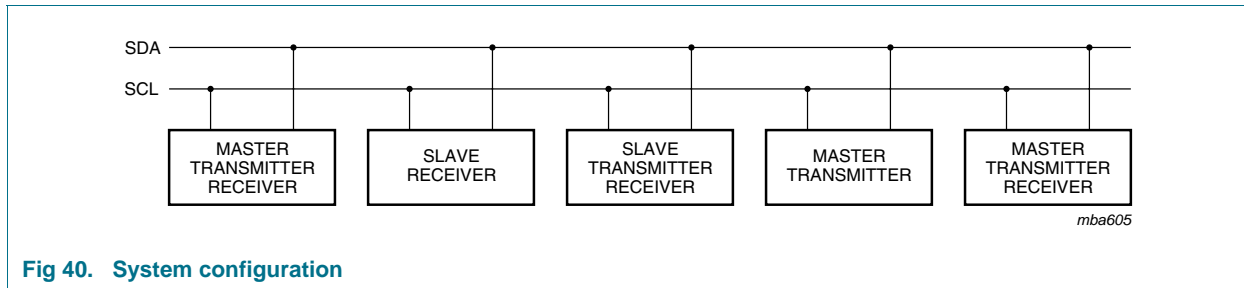 SDA
SCL
MASTER
TRANSMITTER
RECEIVER
SLAVE
RECEIVER
SLAVE
TRANSMITTER
RECEIVER
MASTER
TRANSMITTER
MASTER
TRANSMITTER
RECEIVER
mba605
Fig 40. System configuration